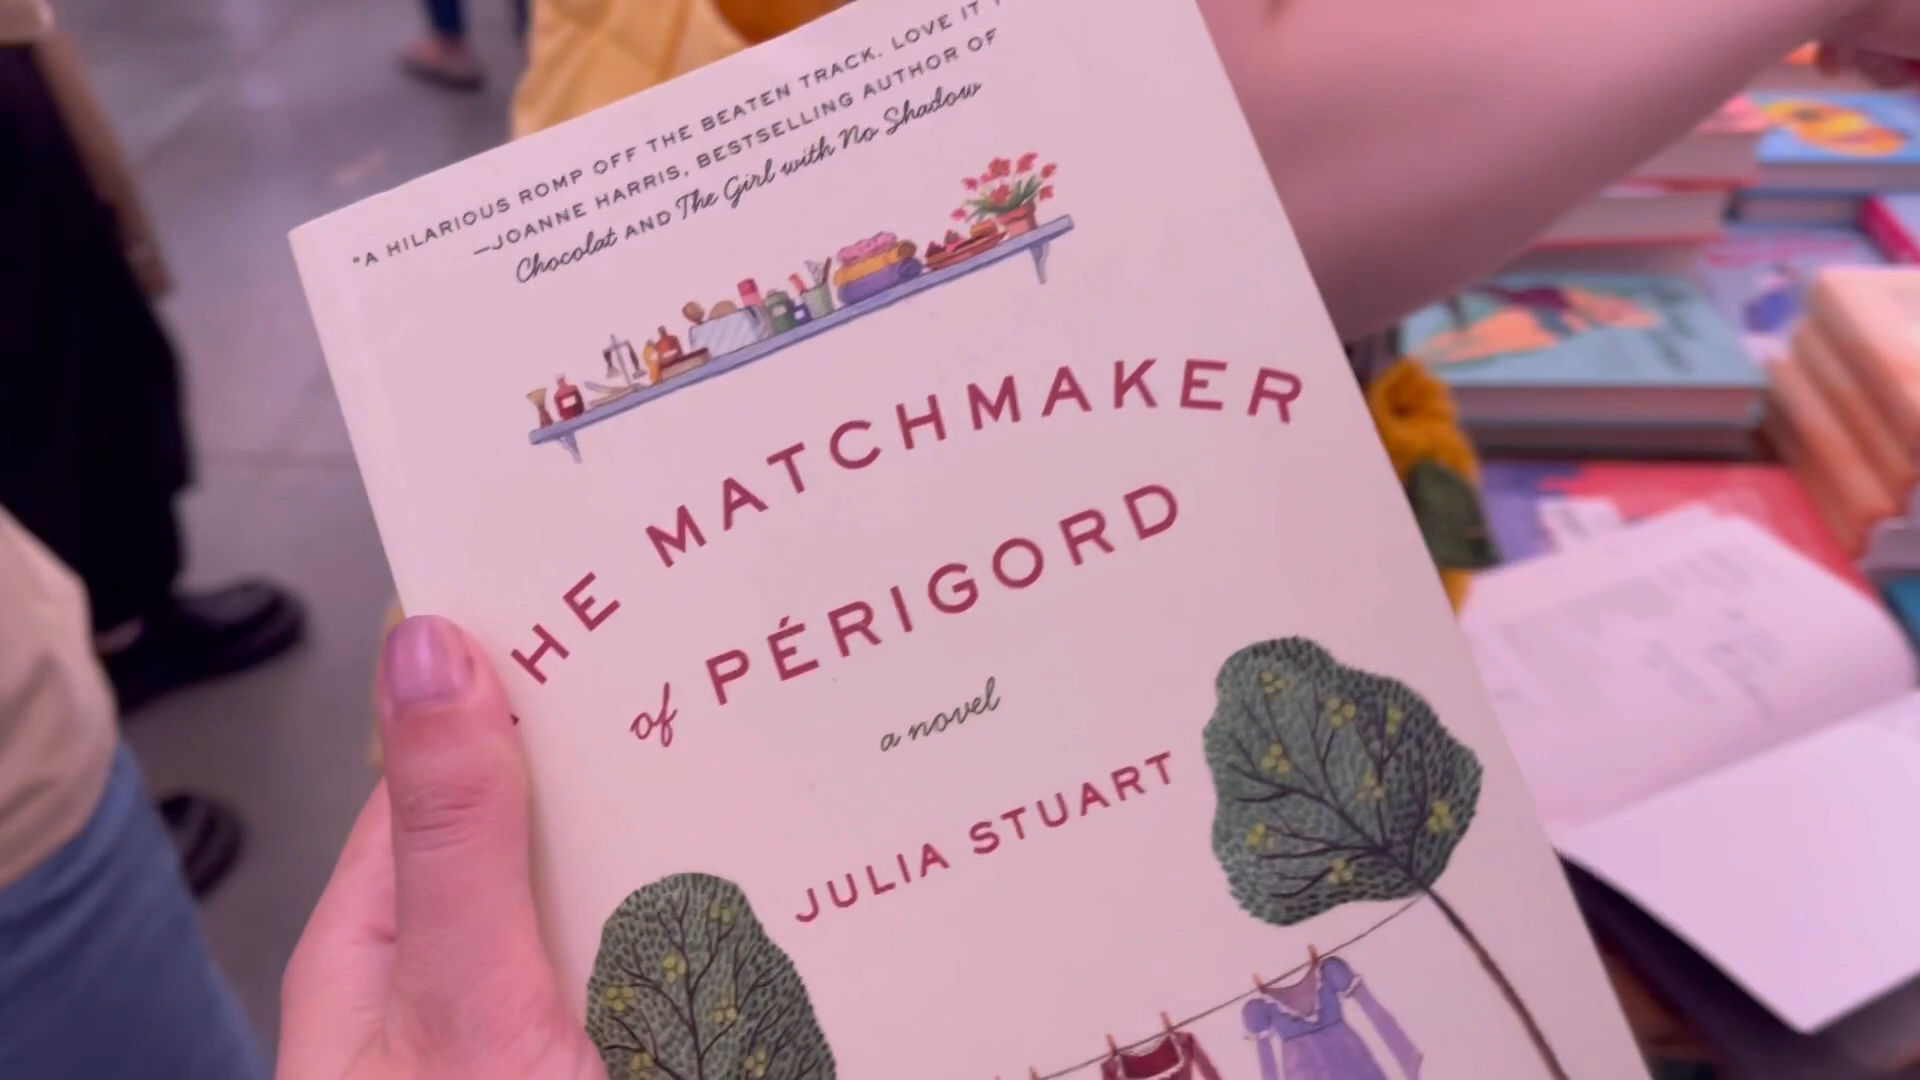 "A HILARIOUS ROMP OFF THE BEATEN TRACK. LOVE IT
—JOANNE HARRIS, BESTSELLING AUTHOR OF
Chocolat AND The Girl with No Shadow
THE MATCHMAKER
of PÉRIGORD
a novel
JULIA STUART